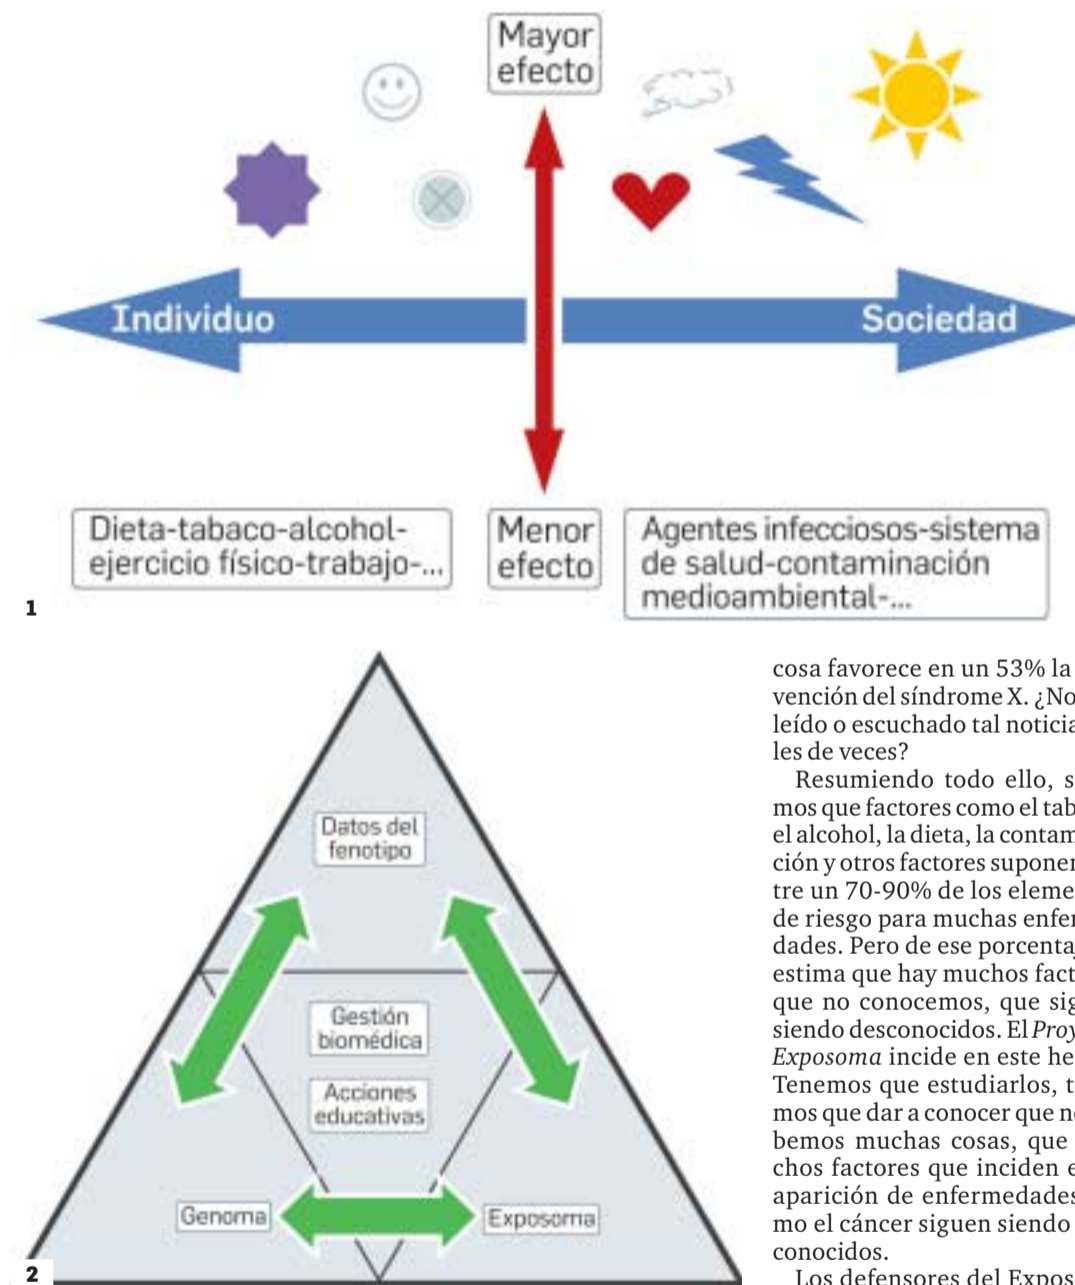 Mayor
efecto
Individuo
Sociedad
Dieta-tabaco-alcohol-
ejercicio físico-trabajo-...
Menor
efecto
Agentes infecciosos-sistema
de salud-contaminación
medioambiental-...
1
Datos del
fenotipo
Gestión
biomédica
Acciones
educativas
Genoma
Exposoma
2
cosa favorece en un 53% la
vención del síndrome X. ¿No
leído o escuchado tal noticia
les de veces?
Resumiendo todo ello, s
mos que factores como el tab
el alcohol, la dieta, la contam
ción y otros factores suponen
tre un 70-90% de los eleme
de riesgo para muchas enfer
dades. Pero de ese porcentaj
estima que hay muchos fact
que no conocemos, que sig
siendo desconocidos. El Proy
Exposoma incide en este he
Tenemos que estudiarlos, t
mos que dar a conocer que no
bemos muchas cosas, que
chos factores que inciden e
aparición de enfermedades
mo el cáncer siguen siendo
conocidos.
Los defensores del Expos